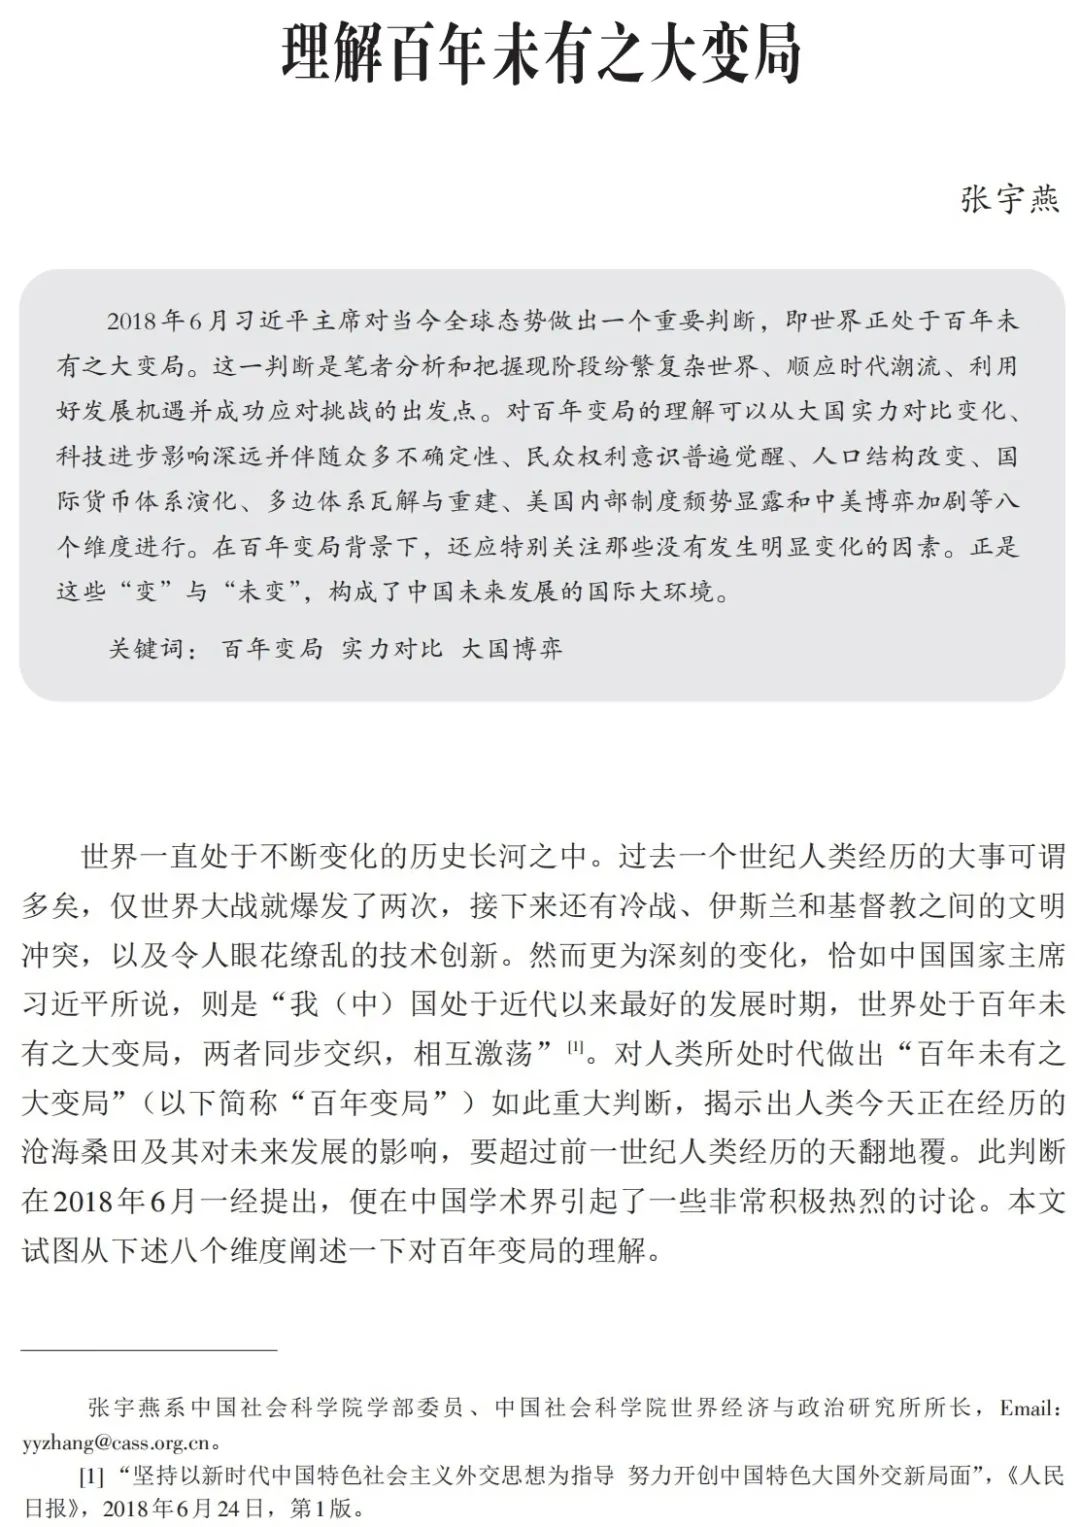 理解百年未有之大变局
张宇燕
2018年6月习近平主席对当今全球态势做出一个重要判断，即世界正处于百年未
有之大变局。这一判断是笔者分析和把握现阶段纷繁复杂世界、顺应时代潮流、利用
好发展机遇并成功应对挑战的出发点。对百年变局的理解可以从大国实力对比变化、
科技进步影响深远并伴随众多不确定性、民众权利意识普遍觉醒、人口结构改变、国
际货币体系演化、多边体系瓦解与重建、美国内部制度颓势显露和中美博弈加剧等八
个维度进行。在百年变局背景下，还应特别关注那些没有发生明显变化的因素。正是
这些“变”与“未变”，构成了中国未来发展的国际大环境。
关键词： 百年变局 实力对比 大国博弈
世界一直处于不断变化的历史长河之中。过去一个世纪人类经历的大事可谓
多矣，仅世界大战就爆发了两次，接下来还有冷战、伊斯兰和基督教之间的文明
冲突，以及令人眼花缭乱的技术创新。然而更为深刻的变化，恰如中国国家主席
习近平所说，则是“我（中）国处于近代以来最好的发展时期，世界处于百年未
有之大变局，两者同步交织，相互激荡”[1]。对人类所处时代做出“百年未有之
大变局”（以下简称“百年变局”）如此重大判断，揭示出人类今天正在经历的
沧海桑田及其对未来发展的影响，要超过前一世纪人类经历的天翻地覆。此判断
在2018年6月一经提出，便在中国学术界引起了一些非常积极热烈的讨论。本文
试图从下述八个维度阐述一下对百年变局的理解。
张宇燕系中国社会科学院学部委员、中国社会科学院世界经济与政治研究所所长，Email：
yyzhang@cass.org.cn。
[1] “坚持以新时代中国特色社会主义外交思想为指导 努力开创中国特色大国外交新局面”，《人民
日报》，2018年6月24日，第1版。